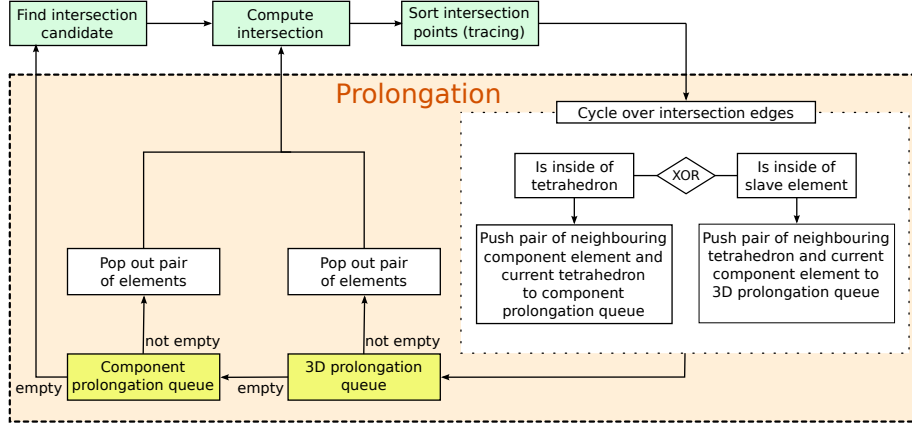 Find intersection
candidate
Compute
intersection
Sort intersection
points (tracing)
Prolongation
Cycle over intersection edges
Is inside of
tetrahedron
XOR
Is inside of
slave element
Push pair of neighbouring
component element and
current tetrahedron
to component
prolongation queue
Push pair of neighbouring
tetrahedron and current
component element to
3D prolongation queue
Pop out pair
of elements
Pop out pair
of elements
not empty
not empty
Component
prolongation queue
3D prolongation
queue
empty
empty